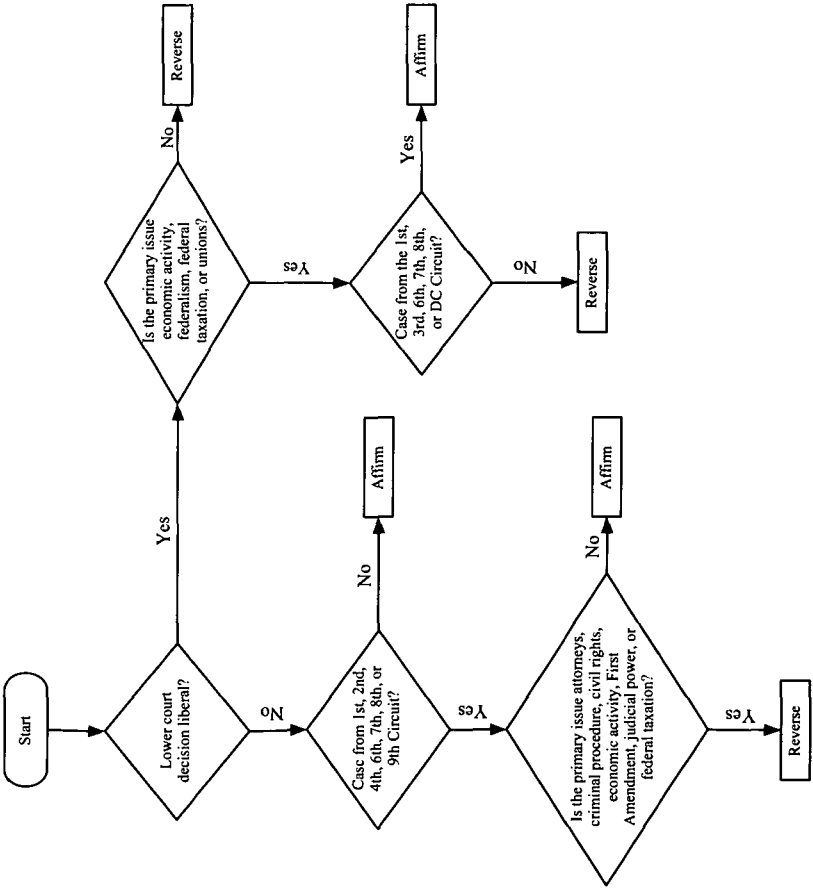 Start
Lower court
decision liberal?
Yes
No
Is the primary issue
economic activity,
federalism, federal
taxation, or unions?
No
Reverse
Yes
Case from the 1st,
3rd, 6th, 7th, 8th,
or DC Circuit?
Yes
Affirm
No
Reverse
Case from 1st, 2nd,
4th, 6th, 7th, 8th, or
9th Circuit?
No
Affirm
Yes
Is the primary issue attorneys,
criminal procedure, civil rights,
economic activity, First
Amendment, judicial power, or
federal taxation?
No
Affirm
Yes
Reverse